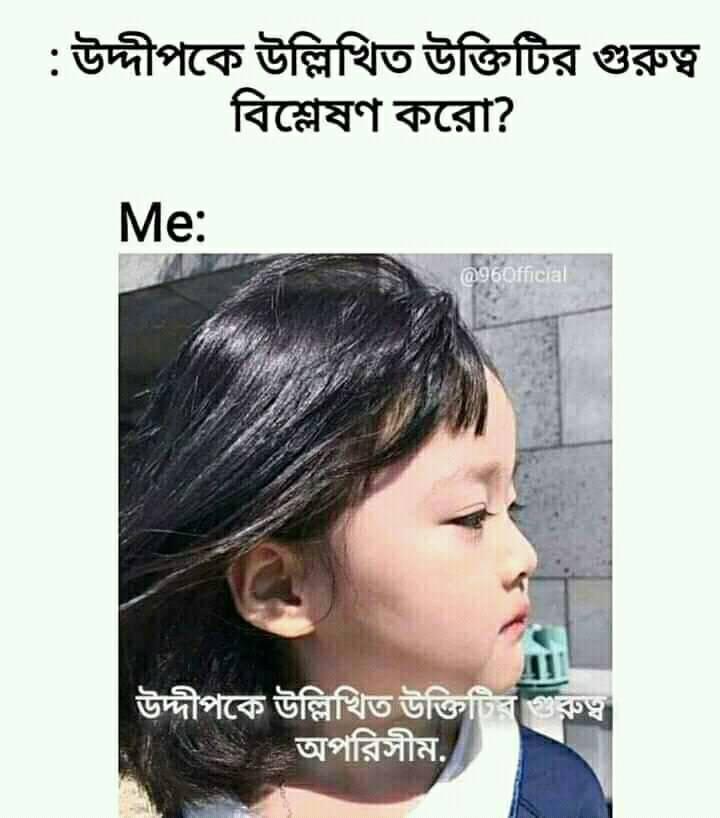 : উদ্দীপকে উল্লিখিত উক্তিটির গুরুত্ব
বিশ্লেষণ করো?
Me:
@96Official
উদ্দীপকে উল্লিখিত উক্তিটির গুরুত্ব
অপরিসীম.